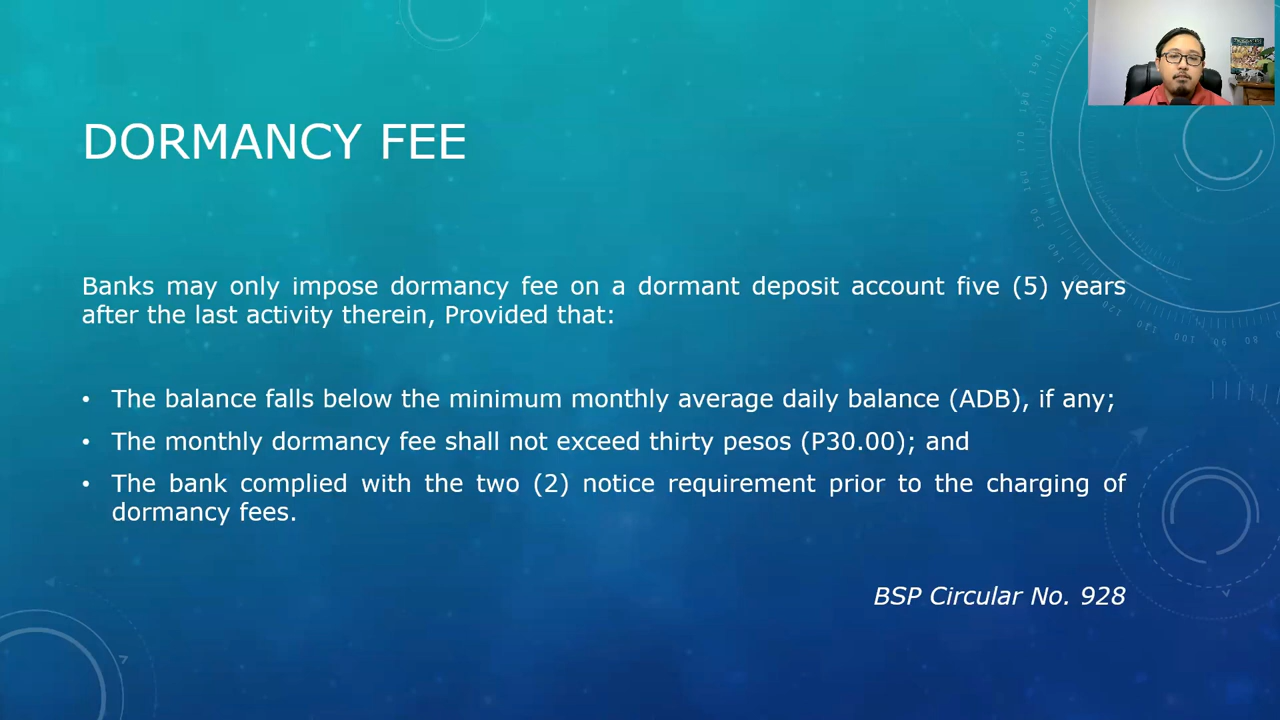 DORMANCY FEE
Banks may only impose dormancy fee on a dormant deposit account five (5) years
after the last activity therein, Provided that:
• The balance falls below the minimum monthly average daily balance (ADB), if any;
• The monthly dormancy fee shall not exceed thirty pesos (P30.00); and
• The bank complied with the two (2) notice requirement prior to the charging of
dormancy fees.
BSP Circular No. 928